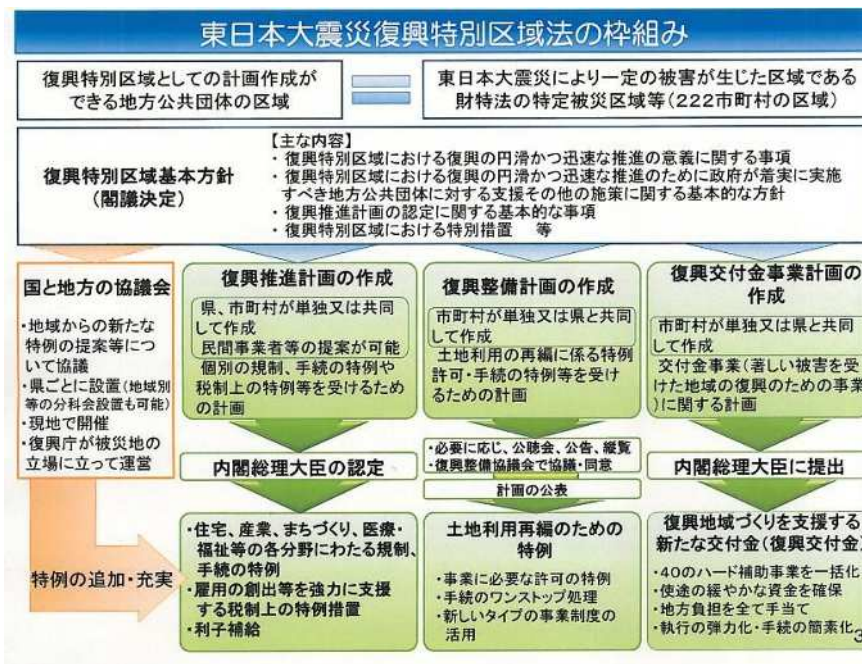 東日本大震災復興特別区域法の枠組み
復興特別区域としての計画作成が
できる地方公共団体の区域
東日本大震災により一定の被害が生じた区域である
財特法の特定被災区域等(222市町村の区域)
復興特別区域基本方針
(閣議決定)
【主な内容】
・復興特別区域における復興の円滑かつ迅速な推進の意義に関する事項
・復興特別区域における復興の円滑かつ迅速な推進のために政府が着実に実施
すべき地方公共団体に対する支援その他の施策に関する基本的な方針
・復興推進計画の認定に関する基本的な事項
・復興特別区域における特別措置 等
国と地方の協議会
・地域からの新たな
特例の提案等につ
いて協議
・県ごとに設置(地域別
等の分科会設置も可能)
・現地で開催
・復興庁が被災地の
立場に立って運営
特例の追加・充実
復興推進計画の作成
県、市町村が単独又は共同
して作成
民間事業者等の提案が可能
個別の規制、手続の特例や
税制上の特例等を受けるため
の計画
内閣総理大臣の認定
・住宅、産業、まちづくり、医療・
福祉等の各分野にわたる規制、
手続の特例
・雇用の創出等を強力に支援
する税制上の特例措置
・利子補給
復興整備計画の作成
市町村が単独又は県と共同
して作成
土地利用の再編に係る特例
許可・手続の特例等を受け
るための計画
・必要に応じ、公聴会、公告、縦覧
・復興整備協議会で協議・同意
計画の公表
土地利用再編のための
特例
・事業に必要な許可の特例
・手続のワンストップ処理
・新しいタイプの事業制度の
活用
復興交付金事業計画の
作成
市町村が単独又は県と共同
して作成
交付金事業(著しい被害を受
けた地域の復興のための事業
)に関する計画
内閣総理大臣に提出
復興地域づくりを支援する
新たな交付金(復興交付金)
・40のハード補助事業を一括化
・使途の緩やかな資金を確保
・地方負担を全て手当て
・執行の弾力化・手続の簡素化
3